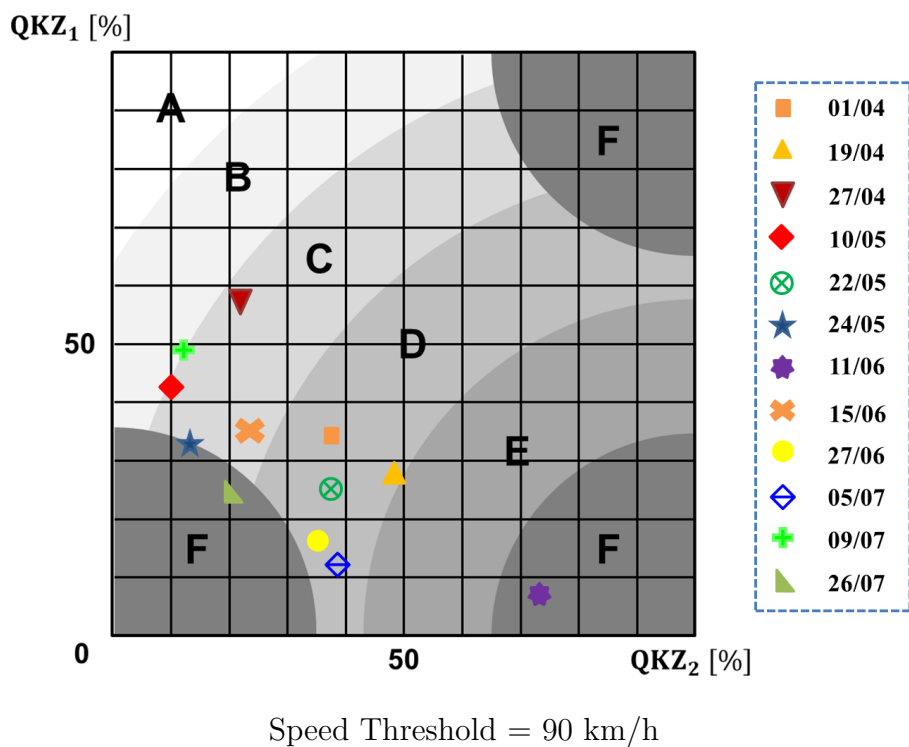 QKZ₁ [%]
A
F
B
C
50
D
E
F
F
0
50
QKZ₂ [%]
01/04
19/04
27/04
10/05
22/05
24/05
11/06
15/06
27/06
05/07
09/07
26/07
Speed Threshold = 90 km/h